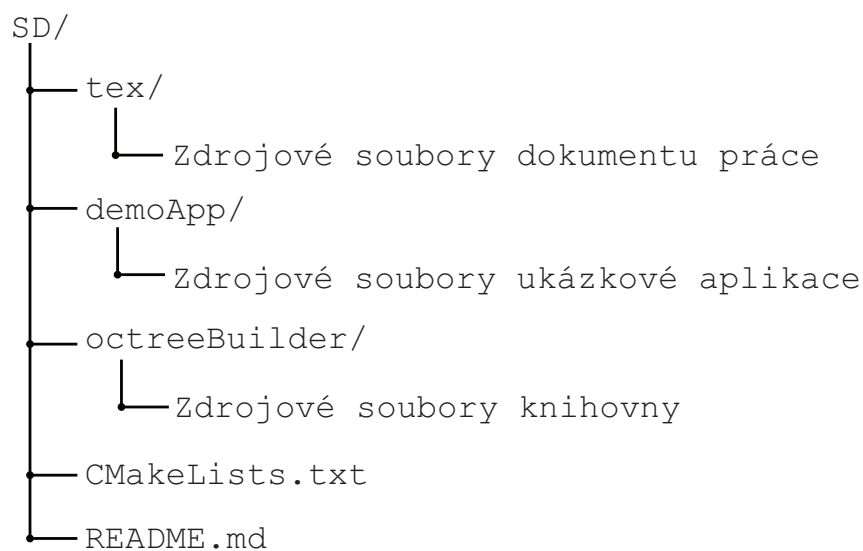 SD/
tex/
Zdrojové soubory dokumentu práce
demoApp/
Zdrojové soubory ukázkové aplikace
octreeBuilder/
Zdrojové soubory knihovny
CMakeLists.txt
README.md